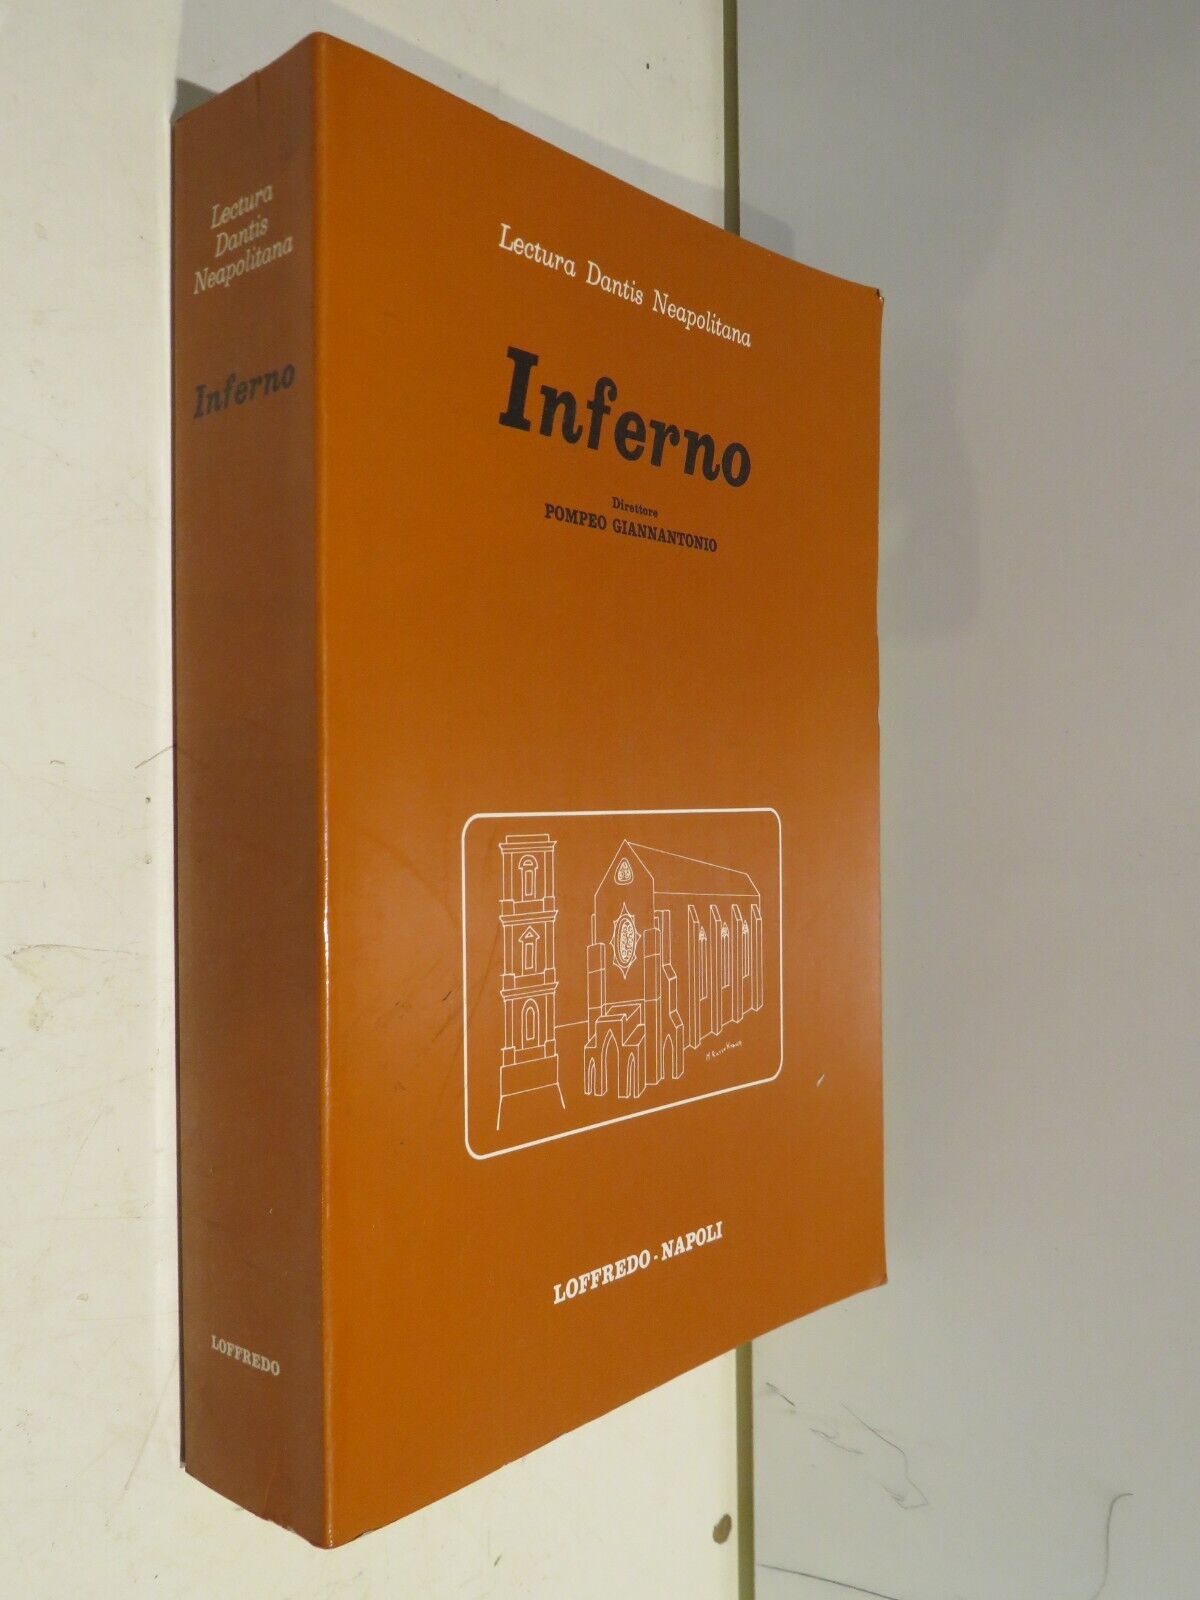 Lectura
Dantis
Neapolitana
Inferno
LOFFREDO
Lectura Dantis Neapolitana
Inferno
Direttore
POMPEO GIANNANTONIO
LOFFREDO - NAPOLI